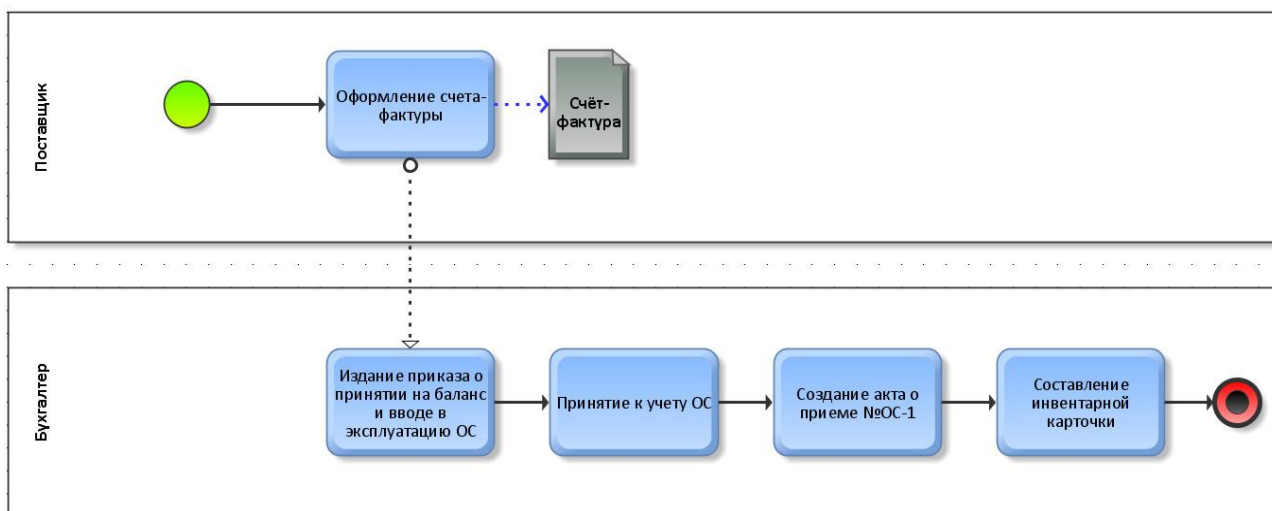 Поставщик
Оформление счета-
фактуры
Счёт-
фактура
Бухгалтер
Издание приказа о
принятии на баланс
и вводе в
эксплуатацию ОС
Принятие к учету ОС
Создание акта о
приеме №ОС-1
Составление
инвентарной
карточки